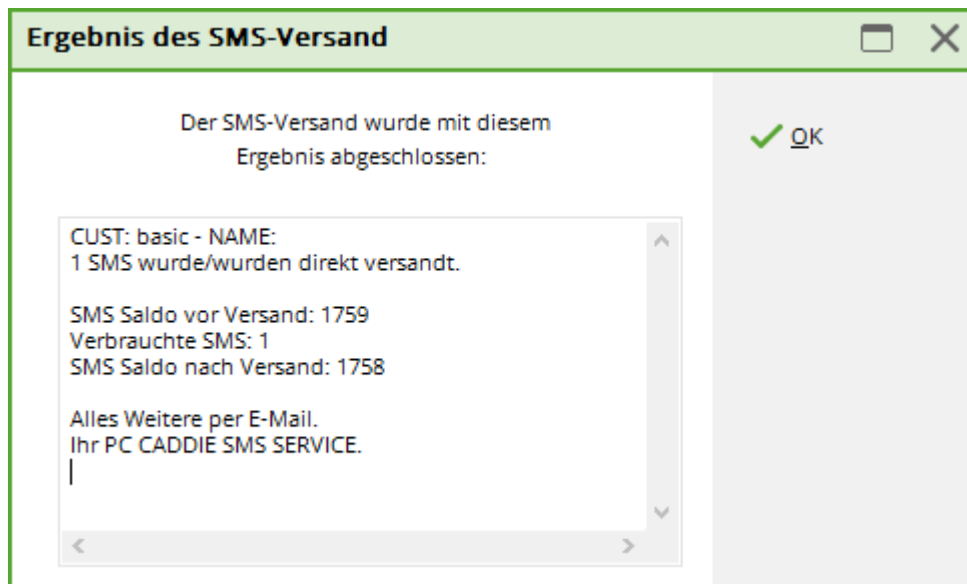 Ergebnis des SMS-Versand
Der SMS-Versand wurde mit diesem
Ergebnis abgeschlossen:
OK
CUST: basic - NAME:
1 SMS wurde/wurden direkt versandt.
SMS Saldo vor Versand: 1759
Verbrauchte SMS: 1
SMS Saldo nach Versand: 1758
Alles Weitere per E-Mail.
Ihr PC CADDIE SMS SERVICE.